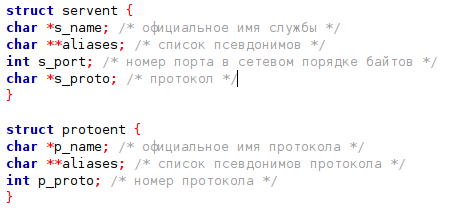 struct servent {
char *s_name; /* официальное имя службы */
char **aliases; /* список псевдонимов */
int s_port; /* номер порта в сетевом порядке байтов */
char *s_proto; /* протокол */
}
struct protoent {
char *p_name; /* официальное имя протокола */
char **aliases; /* список псевдонимов протокола */
int p_proto; /* номер протокола */
}